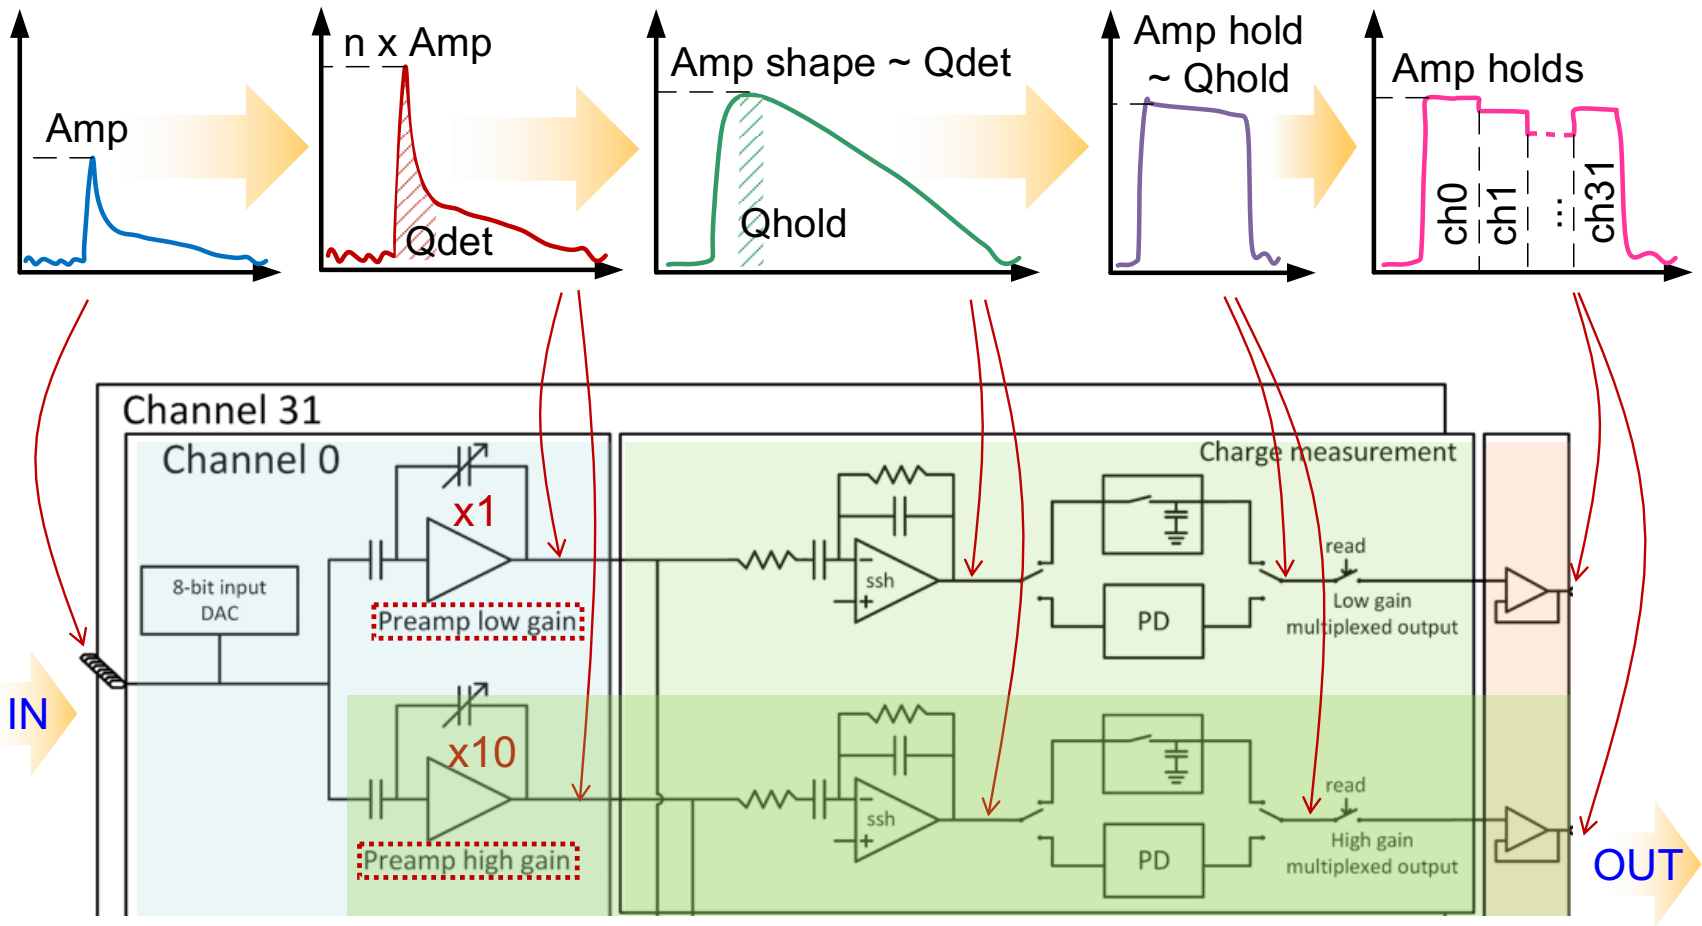 Amp
n x Amp
Qdet
Amp shape ~ Qdet
Qhold
Amp hold
~ Qhold
Amp holds
ch0
ch1
...
ch31
Channel 31
Channel 0
Charge measurement
x1
8-bit input
DAC
Preamp low gain
ssh
PD
read
Low gain
multiplexed output
IN
x10
Preamp high gain
ssh
PD
read
High gain
multiplexed output
OUT